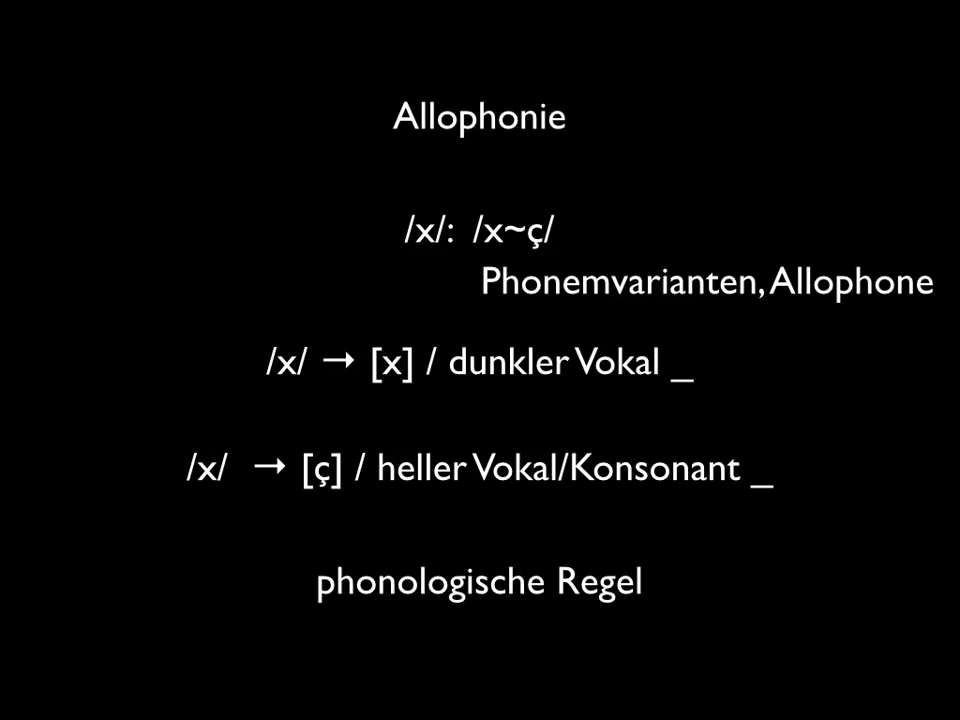 Allophonie
/x/: /x~ç/
Phonemvarianten, Allophone
/x/ → [x] / dunkler Vokal _
/x/ → [ç] / heller Vokal/Konsonant _
phonologische Regel